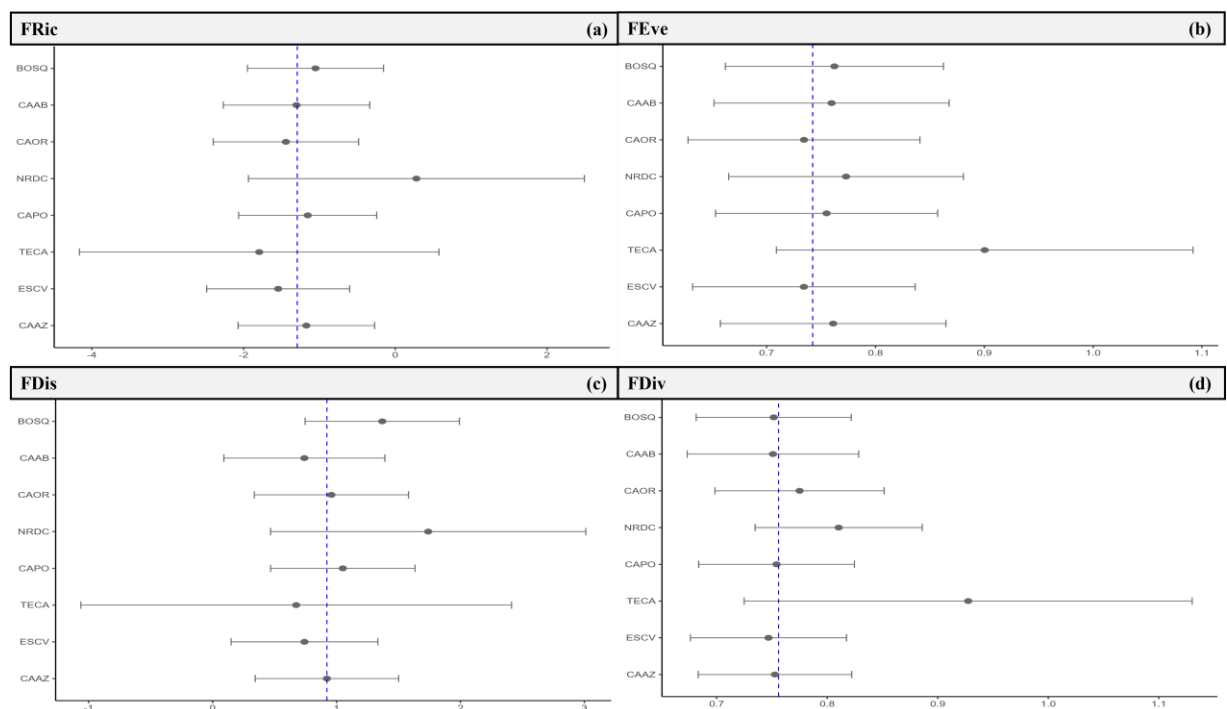 FRic (a)
BOSQ
CAAB
CAOR
NRDC
CAPO
TECA
ESCV
CAAZ
-4 -2 0 2
FEve (b)
BOSQ
CAAB
CAOR
NRDC
CAPO
TECA
ESCV
CAAZ
0.7 0.8 0.9 1.0 1.1
FDis (c)
BOSQ
CAAB
CAOR
NRDC
CAPO
TECA
ESCV
CAAZ
-1 0 1 2 3
FDiv (d)
BOSQ
CAAB
CAOR
NRDC
CAPO
TECA
ESCV
CAAZ
0.7 0.8 0.9 1.0 1.1